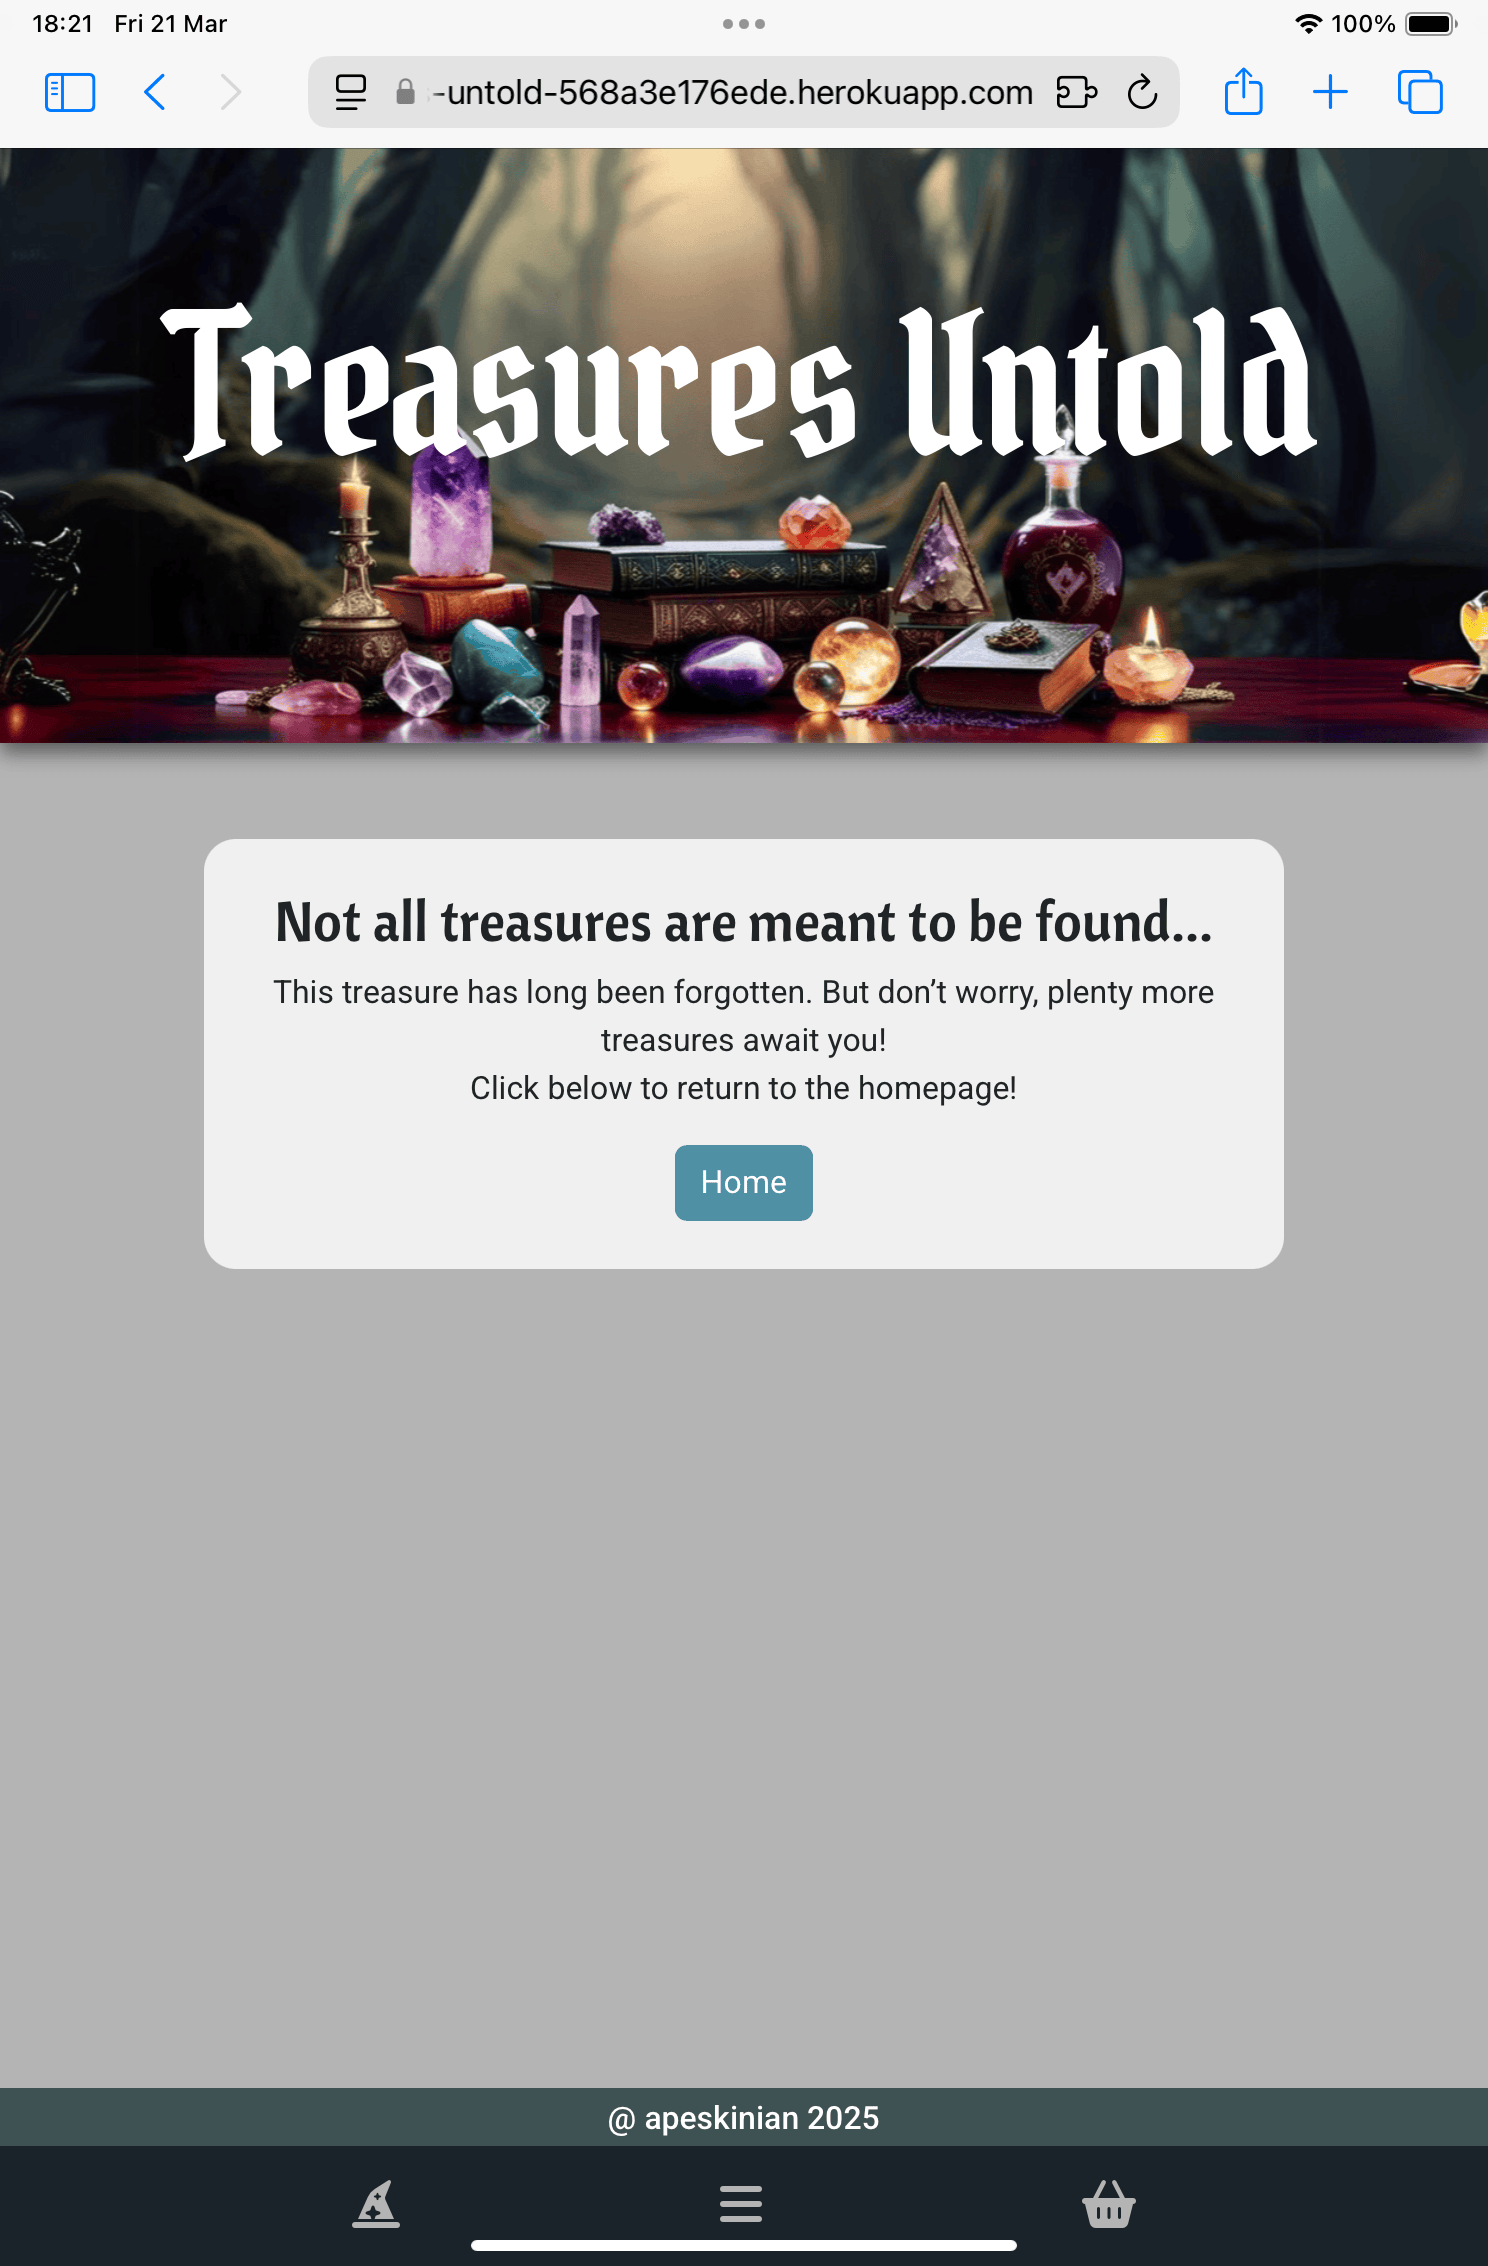 18:21 Fri 21 Mar
100%
-untold-568a3e176ede.herokuapp.com
Treasures Untold
Not all treasures are meant to be found...
This treasure has long been forgotten. But don’t worry, plenty more
treasures await you!
Click below to return to the homepage!
Home
@ apeskinian 2025